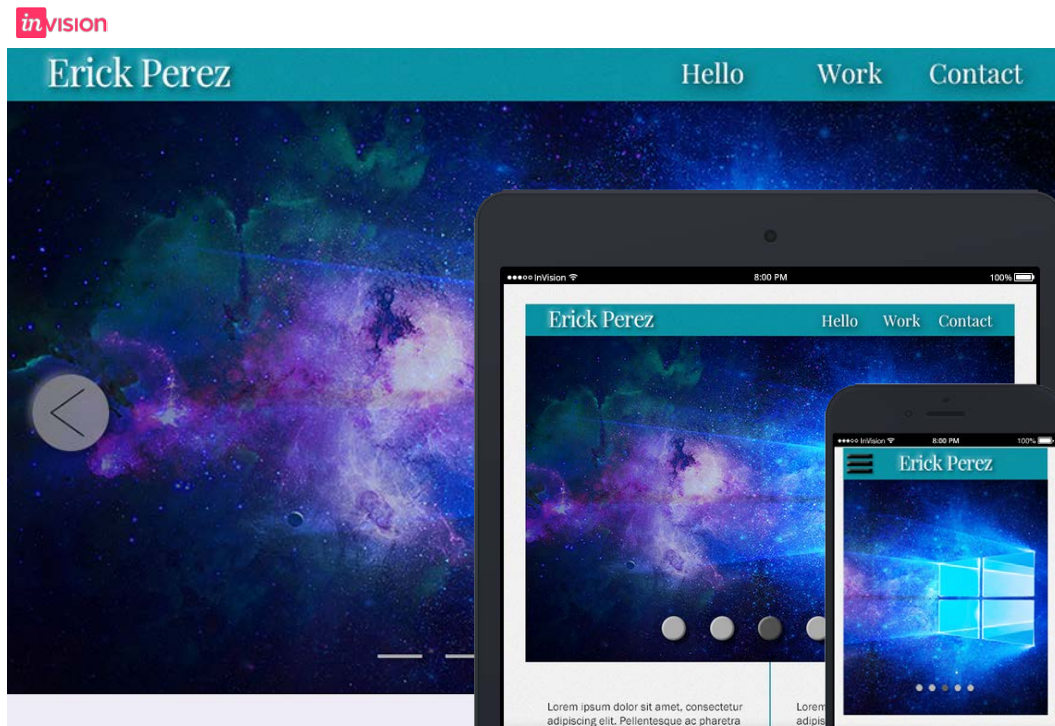 inVISION
Erick Perez
Hello Work Contact
●●●○○ InVision 8:00 PM 100%
Erick Perez
Hello Work Contact
●●●○○ InVision 8:00 PM 100%
Erick Perez
Lorem ipsum dolor sit amet, consectetur
adipiscing elit. Pellentesque ac pharetra
Lorem
adipis